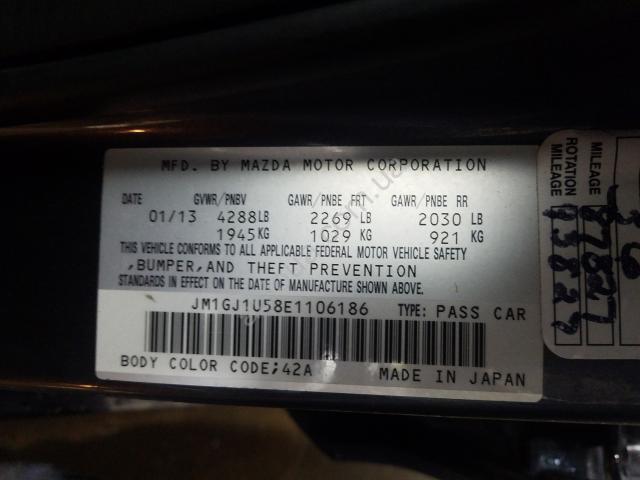 MFD. BY MAZDA MOTOR CORPORATION
DATE GVWR/PNBV GAWR/PNBE FRT GAWR/PNBE RR
01/13 4288LB 2269 LB 2030 LB
1945KG 1029 KG 921 KG
THIS VEHICLE CONFORMS TO ALL APPLICABLE FEDERAL MOTOR VEHICLE SAFETY
,BUMPER,AND THEFT PREVENTION
STANDARDS IN EFFECT ON THE DATE OF MANUFACTURE SHOWN ABOVE.
JM1GJ1U58E1106186 TYPE: PASS CAR
BODY COLOR CODE;42A MADE IN JAPAN
MILEAGE 87827
ROTATION
MILEAGE 93827